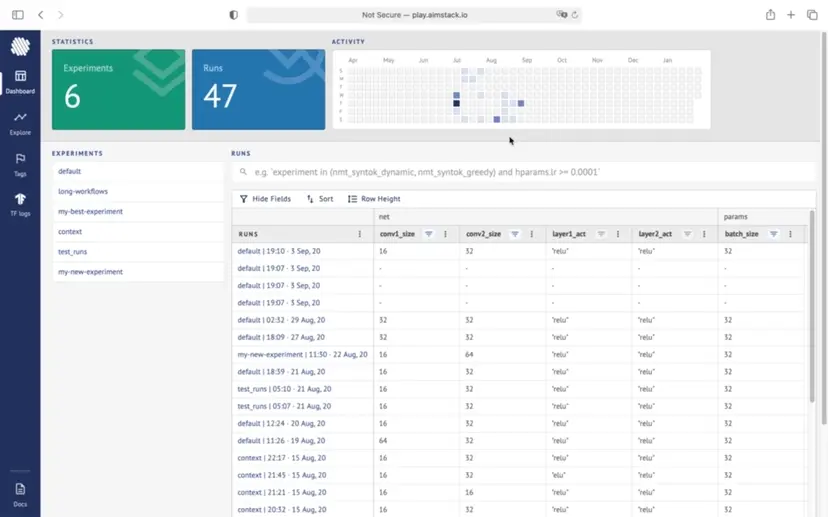 Not Secure — play.aimstack.io
STATISTICS
ACTIVITY
Experiments
6
Runs
47
Apr May Jun Jul Aug Sep Oct Nov Dec Jan
S
M
T
W
T
F
S
Dashboard
Explore
Tags
TF logs
Docs
EXPERIMENTS
default
long-workflows
my-best-experiment
context
test_runs
my-new-experiment
RUNS
e.g. `experiment in (nmt_syntok_dynamic, nmt_syntok_greedy) and hparams.lr >= 0.0001`
Hide Fields Sort Row Height
net params
RUNS conv1_size conv2_size layer1_act layer2_act batch_size
default | 19:10 · 3 Sep, 20 16 32 "relu" "relu" 32
default | 19:07 · 3 Sep, 20 - - - - -
default | 19:07 · 3 Sep, 20 - - - - -
default | 19:07 · 3 Sep, 20 - - - - -
default | 02:32 · 29 Aug, 20 32 32 "relu" "relu" 32
default | 18:09 · 27 Aug, 20 32 32 "relu" "relu" 32
my-new-experiment | 11:30 · 22 Aug, 20 16 64 "relu" "relu" 32
default | 18:39 · 21 Aug, 20 16 32 "relu" "relu" 32
test_runs | 05:10 · 21 Aug, 20 16 32 "relu" "relu" 32
test_runs | 05:07 · 21 Aug, 20 16 32 "relu" "relu" 32
default | 12:24 · 20 Aug, 20 16 32 "relu" "relu" 32
default | 11:26 · 19 Aug, 20 64 32 "relu" "relu" 32
context | 22:17 · 15 Aug, 20 16 32 "relu" "relu" 32
context | 21:45 · 15 Aug, 20 16 32 "elu" "relu" 32
context | 21:21 · 15 Aug, 20 16 16 "relu" "relu" 32
context | 20:32 · 15 Aug, 20 16 32 "relu" "relu" 32